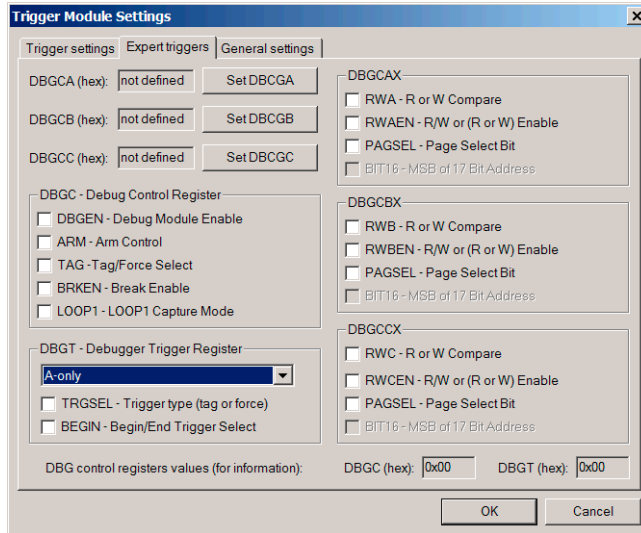 Trigger Module Settings
Trigger settings
Expert triggers
General settings
DBGCA (hex):
not defined
Set DBCGA
DBGCB (hex):
not defined
Set DBCGB
DBGCC (hex):
not defined
Set DBCGC
DBGC - Debug Control Register
DBGEN - Debug Module Enable
ARM - Arm Control
TAG - Tag/Force Select
BRKEN - Break Enable
LOOP1 - LOOP1 Capture Mode
DBGT - Debugger Trigger Register
A-only
TRGSEL - Trigger type (tag or force)
BEGIN - Begin/End Trigger Select
DBGCAX
RWA - R or W Compare
RWAEN - R/W or (R or W) Enable
PAGSEL - Page Select Bit
BIT16 - MSB of 17 Bit Address
DBGCBX
RWB - R or W Compare
RWBEN - R/W or (R or W) Enable
PAGSEL - Page Select Bit
BIT16 - MSB of 17 Bit Address
DBGCCX
RWC - R or W Compare
RWCEN - R/W or (R or W) Enable
PAGSEL - Page Select Bit
BIT16 - MSB of 17 Bit Address
DBG control registers values (for information):
DBGC (hex):
0x00
DBGT (hex):
0x00
OK
Cancel